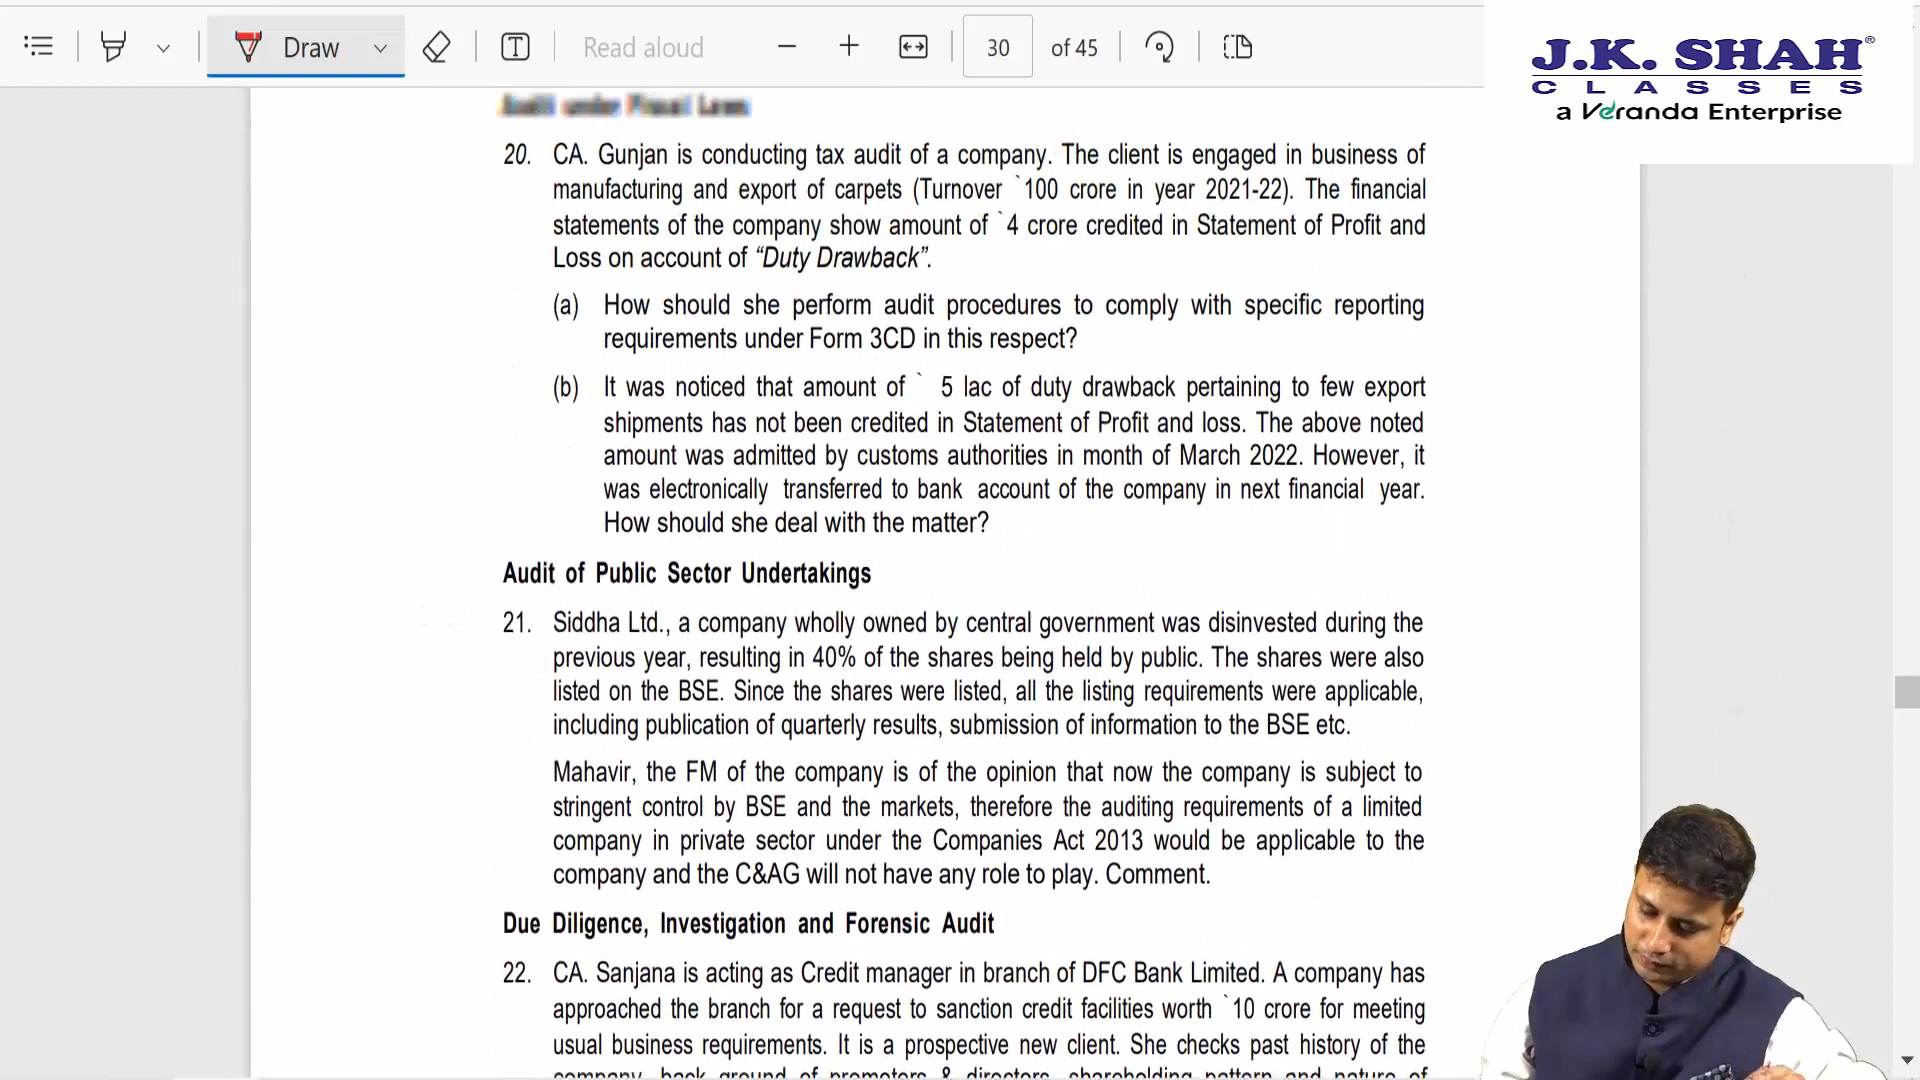 Draw
Read aloud
30 of 45
J.K. SHAH®
CLASSES
a Veranda Enterprise
Audit under Fiscal Laws
20. CA. Gunjan is conducting tax audit of a company. The client is engaged in business of
manufacturing and export of carpets (Turnover `100 crore in year 2021-22). The financial
statements of the company show amount of `4 crore credited in Statement of Profit and
Loss on account of “Duty Drawback”.
(a) How should she perform audit procedures to comply with specific reporting
requirements under Form 3CD in this respect?
(b) It was noticed that amount of ` 5 lac of duty drawback pertaining to few export
shipments has not been credited in Statement of Profit and loss. The above noted
amount was admitted by customs authorities in month of March 2022. However, it
was electronically transferred to bank account of the company in next financial year.
How should she deal with the matter?
Audit of Public Sector Undertakings
21. Siddha Ltd., a company wholly owned by central government was disinvested during the
previous year, resulting in 40% of the shares being held by public. The shares were also
listed on the BSE. Since the shares were listed, all the listing requirements were applicable,
including publication of quarterly results, submission of information to the BSE etc.
Mahavir, the FM of the company is of the opinion that now the company is subject to
stringent control by BSE and the markets, therefore the auditing requirements of a limited
company in private sector under the Companies Act 2013 would be applicable to the
company and the C&AG will not have any role to play. Comment.
Due Diligence, Investigation and Forensic Audit
22. CA. Sanjana is acting as Credit manager in branch of DFC Bank Limited. A company has
approached the branch for a request to sanction credit facilities worth `10 crore for meeting
usual business requirements. It is a prospective new client. She checks past history of the
company, back ground of promoters & directors, shareholding pattern and nature of